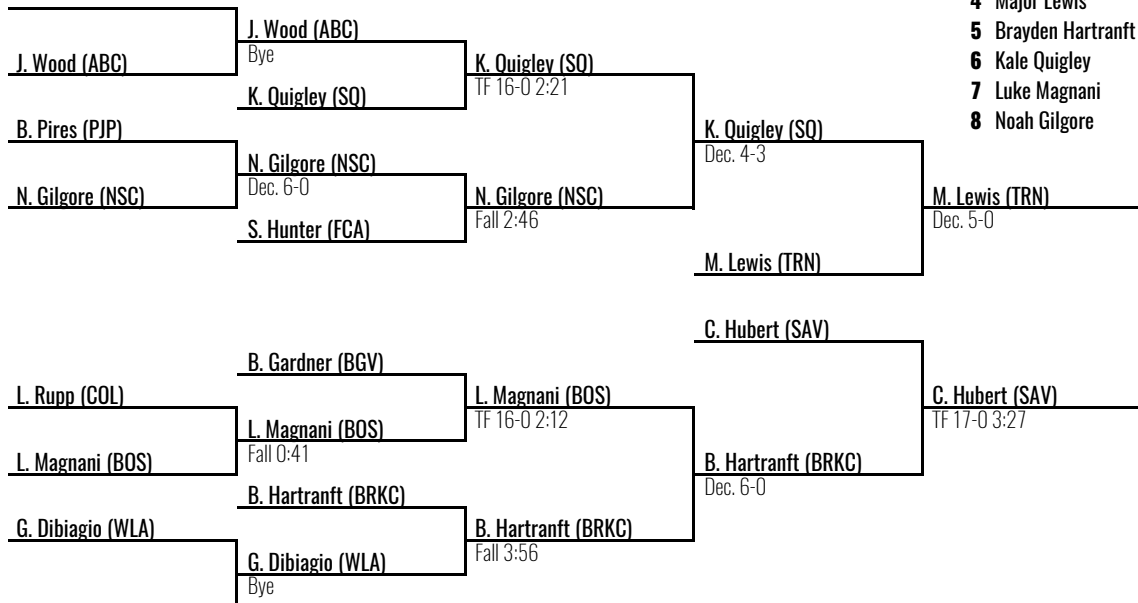 4 Major Lewis
5 Brayden Hartranft
6 Kale Quigley
7 Luke Magnani
8 Noah Gilgore
J. Wood (ABC)
J. Wood (ABC)
Bye
K. Quigley (SQ)
K. Quigley (SQ)
TF 16-0 2:21
B. Pires (PJP)
N. Gilgore (NSC)
N. Gilgore (NSC)
Dec. 6-0
S. Hunter (FCA)
N. Gilgore (NSC)
Fall 2:46
K. Quigley (SQ)
Dec. 4-3
M. Lewis (TRN)
M. Lewis (TRN)
Dec. 5-0
C. Hubert (SAV)
B. Gardner (BGV)
L. Rupp (COL)
L. Magnani (BOS)
L. Magnani (BOS)
Fall 0:41
L. Magnani (BOS)
TF 16-0 2:12
C. Hubert (SAV)
TF 17-0 3:27
B. Hartranft (BRKC)
Dec. 6-0
B. Hartranft (BRKC)
G. Dibiagio (WLA)
G. Dibiagio (WLA)
Bye
B. Hartranft (BRKC)
Fall 3:56